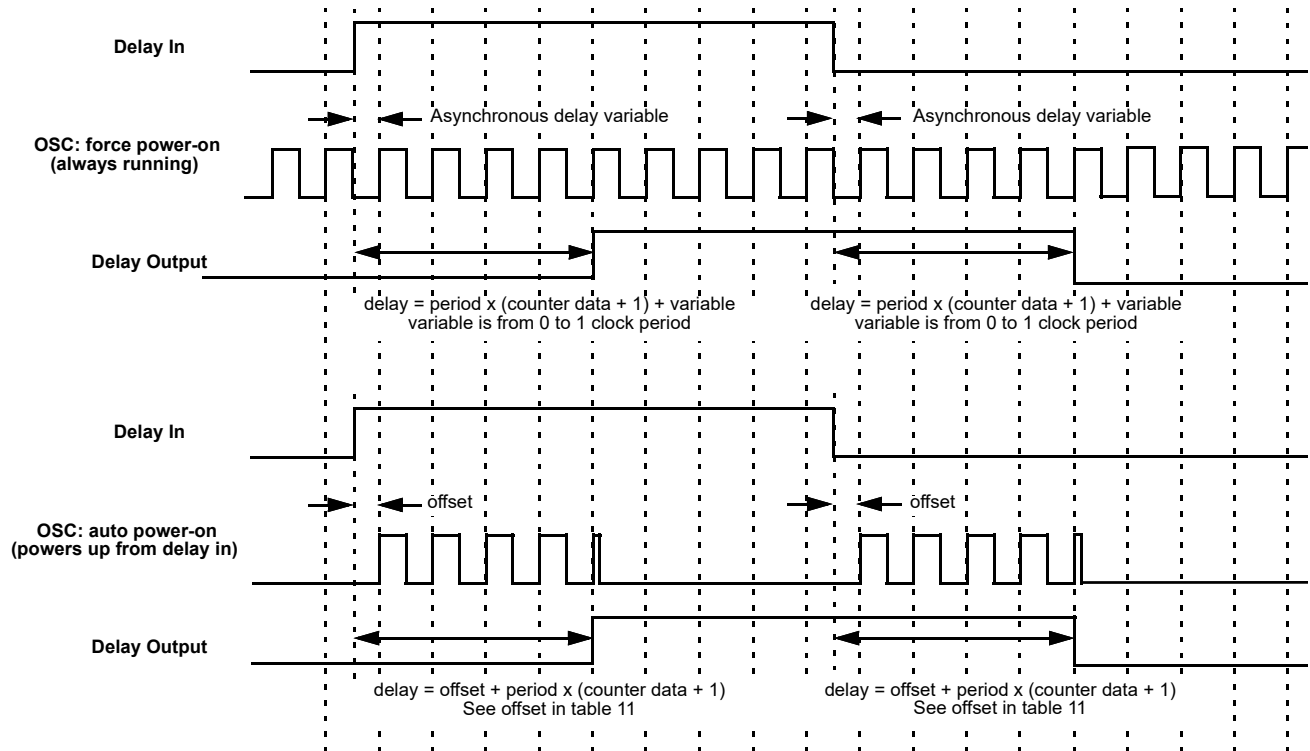 Delay In
Asynchronous delay variable
Asynchronous delay variable
OSC: force power-on
(always running)
Delay Output
delay = period x (counter data + 1) + variable
variable is from 0 to 1 clock period
delay = period x (counter data + 1) + variable
variable is from 0 to 1 clock period
Delay In
offset
offset
OSC: auto power-on
(powers up from delay in)
Delay Output
delay = offset + period x (counter data + 1)
See offset in table 11
delay = offset + period x (counter data + 1)
See offset in table 11